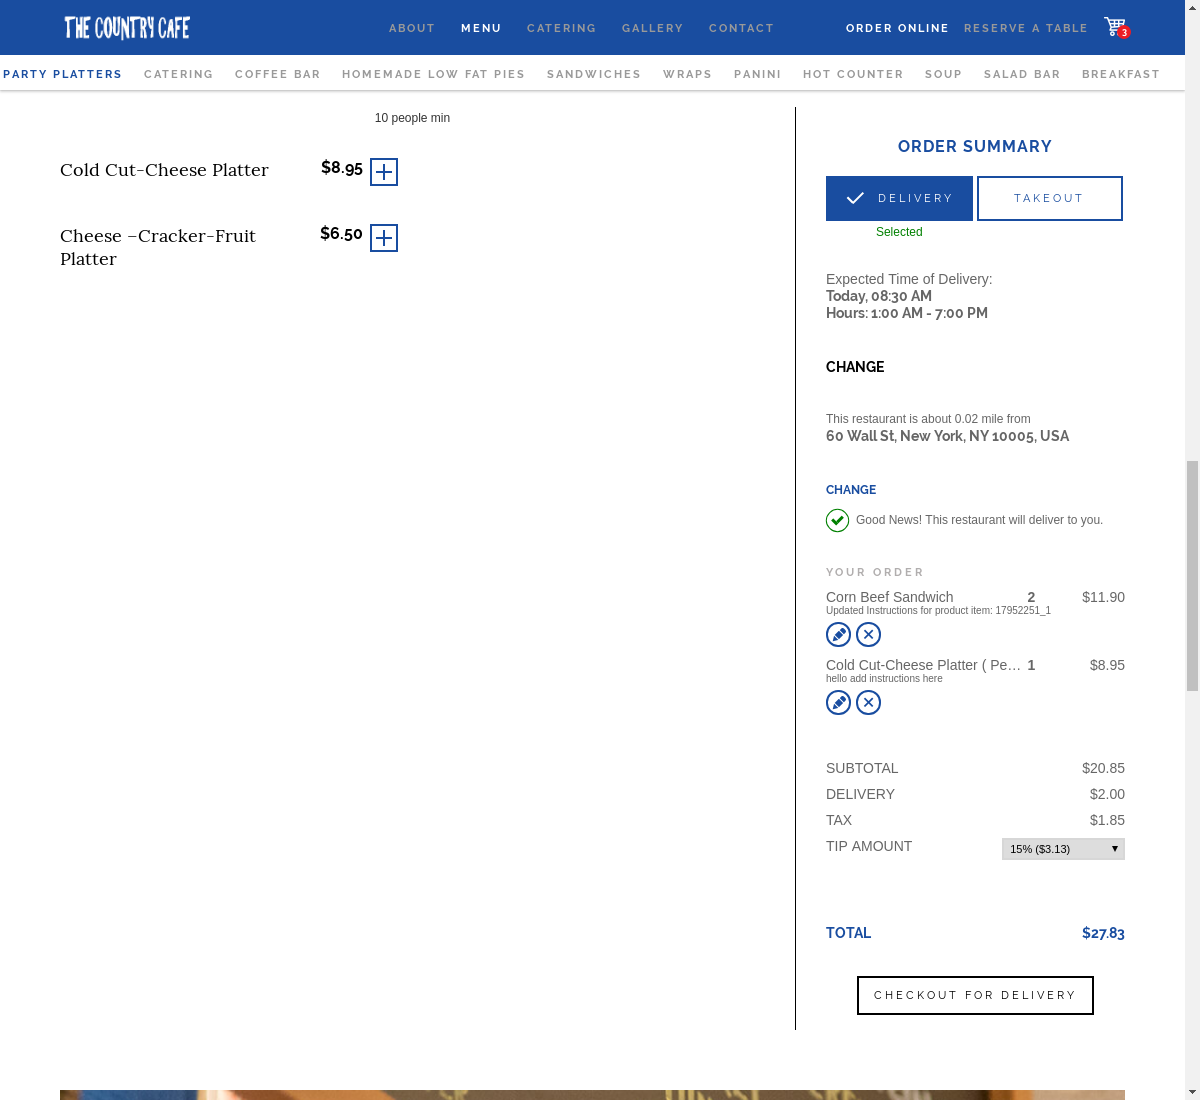 THE COUNTRY CAFE
ABOUT MENU CATERING GALLERY CONTACT ORDER ONLINE RESERVE A TABLE 3
PARTY PLATTERS CATERING COFFEE BAR HOMEMADE LOW FAT PIES SANDWICHES WRAPS PANINI HOT COUNTER SOUP SALAD BAR BREAKFAST
10 people min
Cold Cut-Cheese Platter $8.95
Cheese –Cracker-Fruit Platter $6.50
ORDER SUMMARY
DELIVERY TAKEOUT
Selected
Expected Time of Delivery:
Today, 08:30 AM
Hours: 1:00 AM - 7:00 PM
CHANGE
This restaurant is about 0.02 mile from
60 Wall St, New York, NY 10005, USA
CHANGE
Good News! This restaurant will deliver to you.
YOUR ORDER
Corn Beef Sandwich 2 $11.90
Updated Instructions for product item: 17952251_1
Cold Cut-Cheese Platter ( Pe… 1 $8.95
hello add instructions here
SUBTOTAL $20.85
DELIVERY $2.00
TAX $1.85
TIP AMOUNT 15% ($3.13)
TOTAL $27.83
CHECKOUT FOR DELIVERY